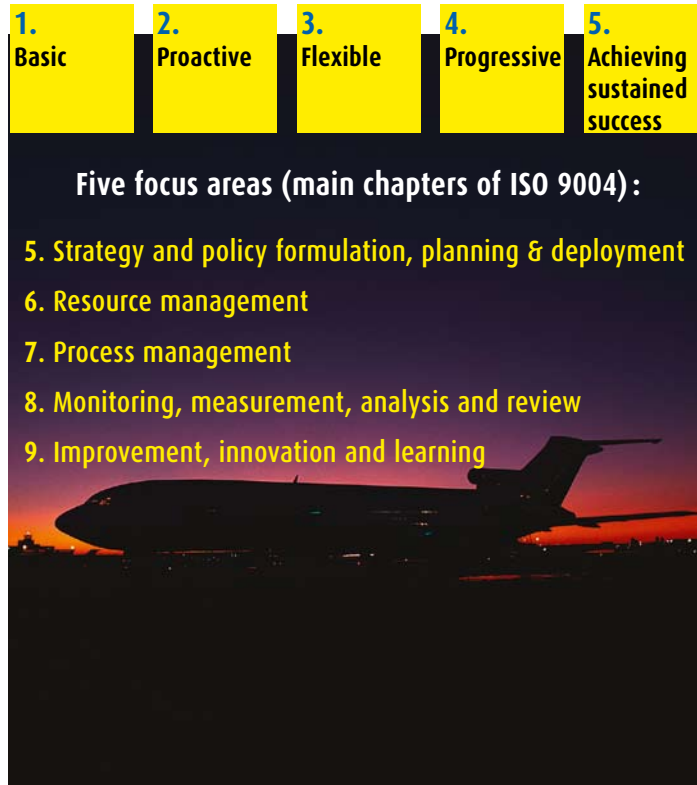 1.
Basic
2.
Proactive
3.
Flexible
4.
Progressive
5.
Achieving
sustained
success
Five focus areas (main chapters of ISO 9004):
5. Strategy and policy formulation, planning & deployment
6. Resource management
7. Process management
8. Monitoring, measurement, analysis and review
9. Improvement, innovation and learning